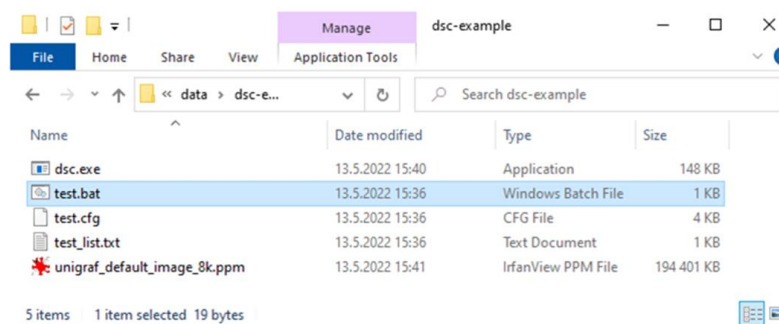 Manage dsc-example
File Home Share View Application Tools
« data › dsc-e... Search dsc-example
Name Date modified Type Size
dsc.exe 13.5.2022 15:40 Application 148 KB
test.bat 13.5.2022 15:36 Windows Batch File 1 KB
test.cfg 13.5.2022 15:36 CFG File 4 KB
test_list.txt 13.5.2022 15:36 Text Document 1 KB
unigraf_default_image_8k.ppm 13.5.2022 15:41 IrfanView PPM File 194 401 KB
5 items 1 item selected 19 bytes